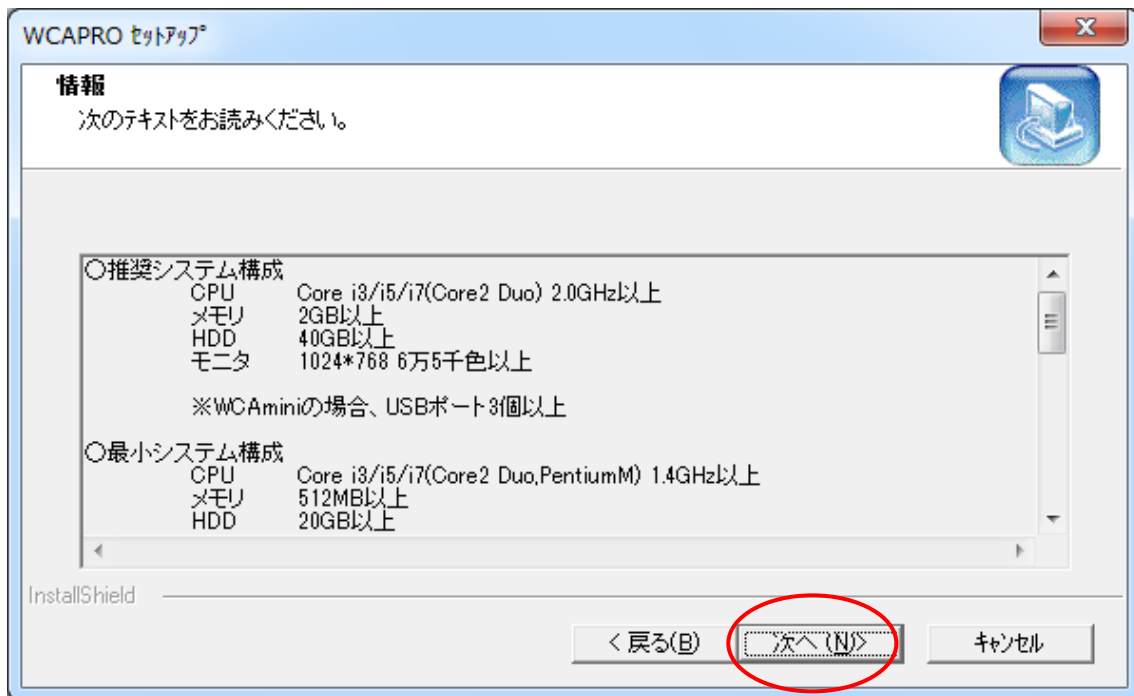 WCAPRO ｾｯﾄｱｯﾌﾟ
情報
次のﾃｷｽﾄをお読みください。
○推奨システム構成
CPU Core i3/i5/i7(Core2 Duo) 2.0GHz以上
メモリ 2GB以上
HDD 40GB以上
モニタ 1024*768 6万5千色以上
※WCAminiの場合、USBポート3個以上
○最小システム構成
CPU Core i3/i5/i7(Core2 Duo,PentiumM) 1.4GHz以上
メモリ 512MB以上
HDD 20GB以上
InstallShield
< 戻る(B)
次へ (N)>
ｷｬﾝｾﾙ